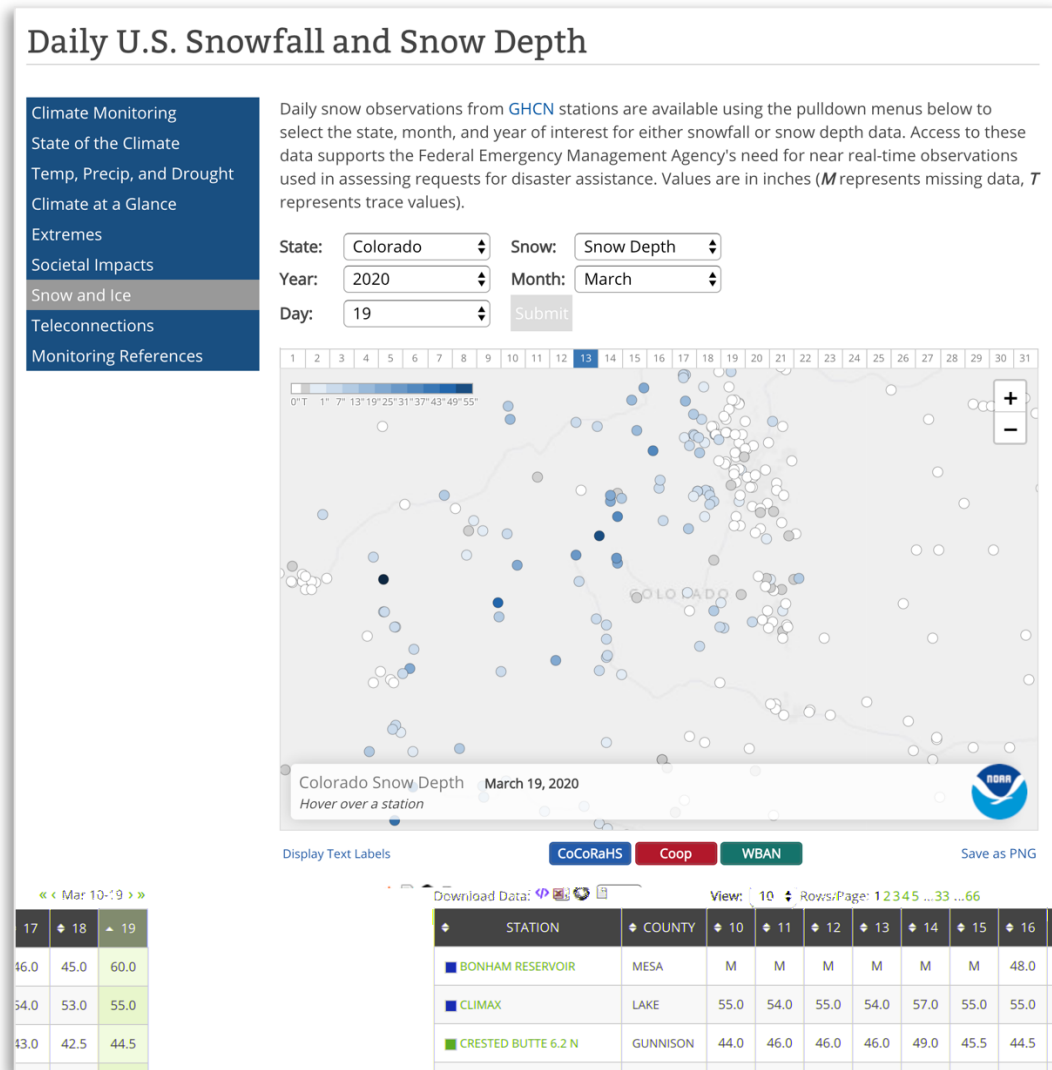 Daily U.S. Snowfall and Snow Depth
Climate Monitoring
State of the Climate
Temp, Precip, and Drought
Climate at a Glance
Extremes
Societal Impacts
Snow and Ice
Teleconnections
Monitoring References
Daily snow observations from GHCN stations are available using the pulldown menus below to
select the state, month, and year of interest for either snowfall or snow depth data. Access to these
data supports the Federal Emergency Management Agency's need for near real-time observations
used in assessing requests for disaster assistance. Values are in inches (M represents missing data, T
represents trace values).
State: Colorado Snow: Snow Depth
Year: 2020 Month: March
Day: 19 Submit
1 2 3 4 5 6 7 8 9 10 11 12 13 14 15 16 17 18 19 20 21 22 23 24 25 26 27 28 29 30 31
0" T 1" 7" 13" 19" 25" 31" 37" 43" 49" 55"
+
−
COLORADO
Colorado Snow Depth March 19, 2020
Hover over a station
NOAA
Display Text Labels CoCoRaHS Coop WBAN Save as PNG
« ‹ Mar 10-19 › » Download Data: View: 10 Rows/Page: 1 2 3 4 5 ...33 ...66
17 18 19 STATION COUNTY 10 11 12 13 14 15 16
46.0 45.0 60.0 BONHAM RESERVOIR MESA M M M M M M 48.0
54.0 53.0 55.0 CLIMAX LAKE 55.0 54.0 55.0 54.0 57.0 55.0 55.0
43.0 42.5 44.5 CRESTED BUTTE 6.2 N GUNNISON 44.0 46.0 46.0 46.0 49.0 45.5 44.5